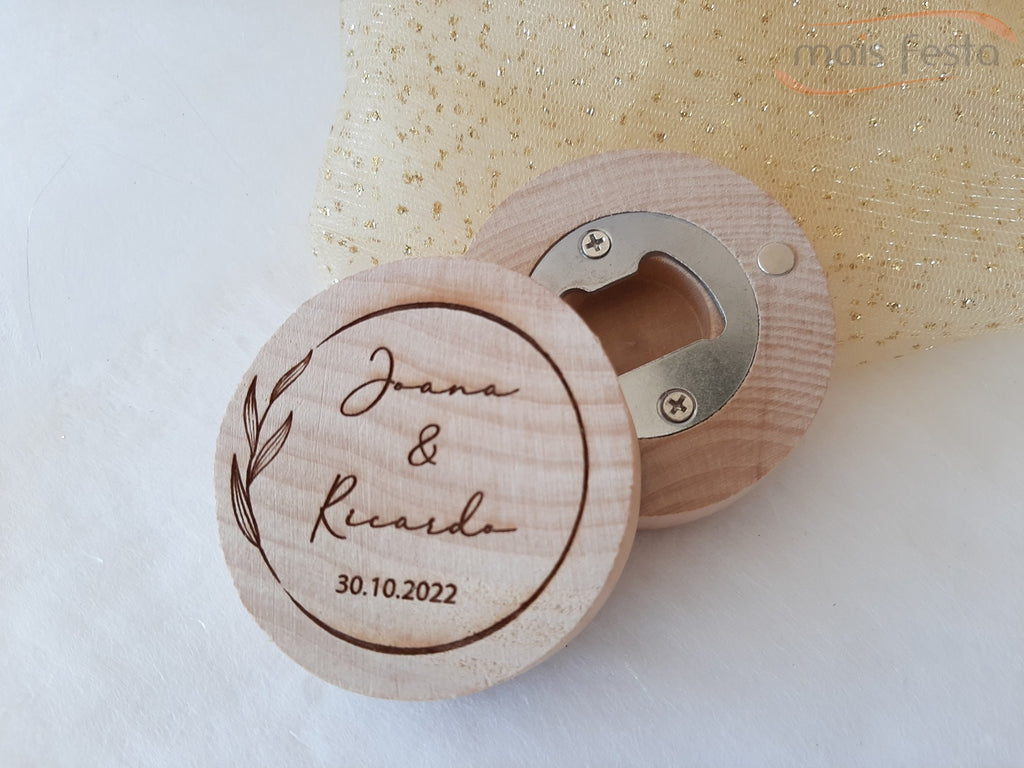 mais festa
Joana
&
Ricardo
30.10.2022